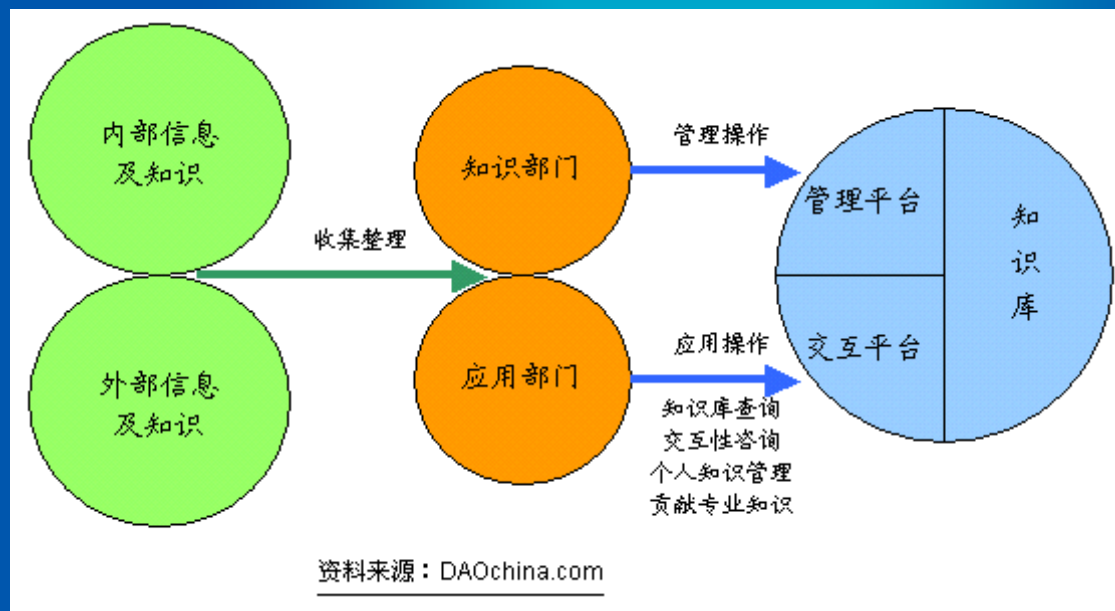 内部信息
及知识
外部信息
及知识
收集整理
知识部门
应用部门
管理操作
应用操作
知识库查询
交互性咨询
个人知识管理
贡献专业知识
管理平台
交互平台
知
识
库
资料来源：DAOchina.com